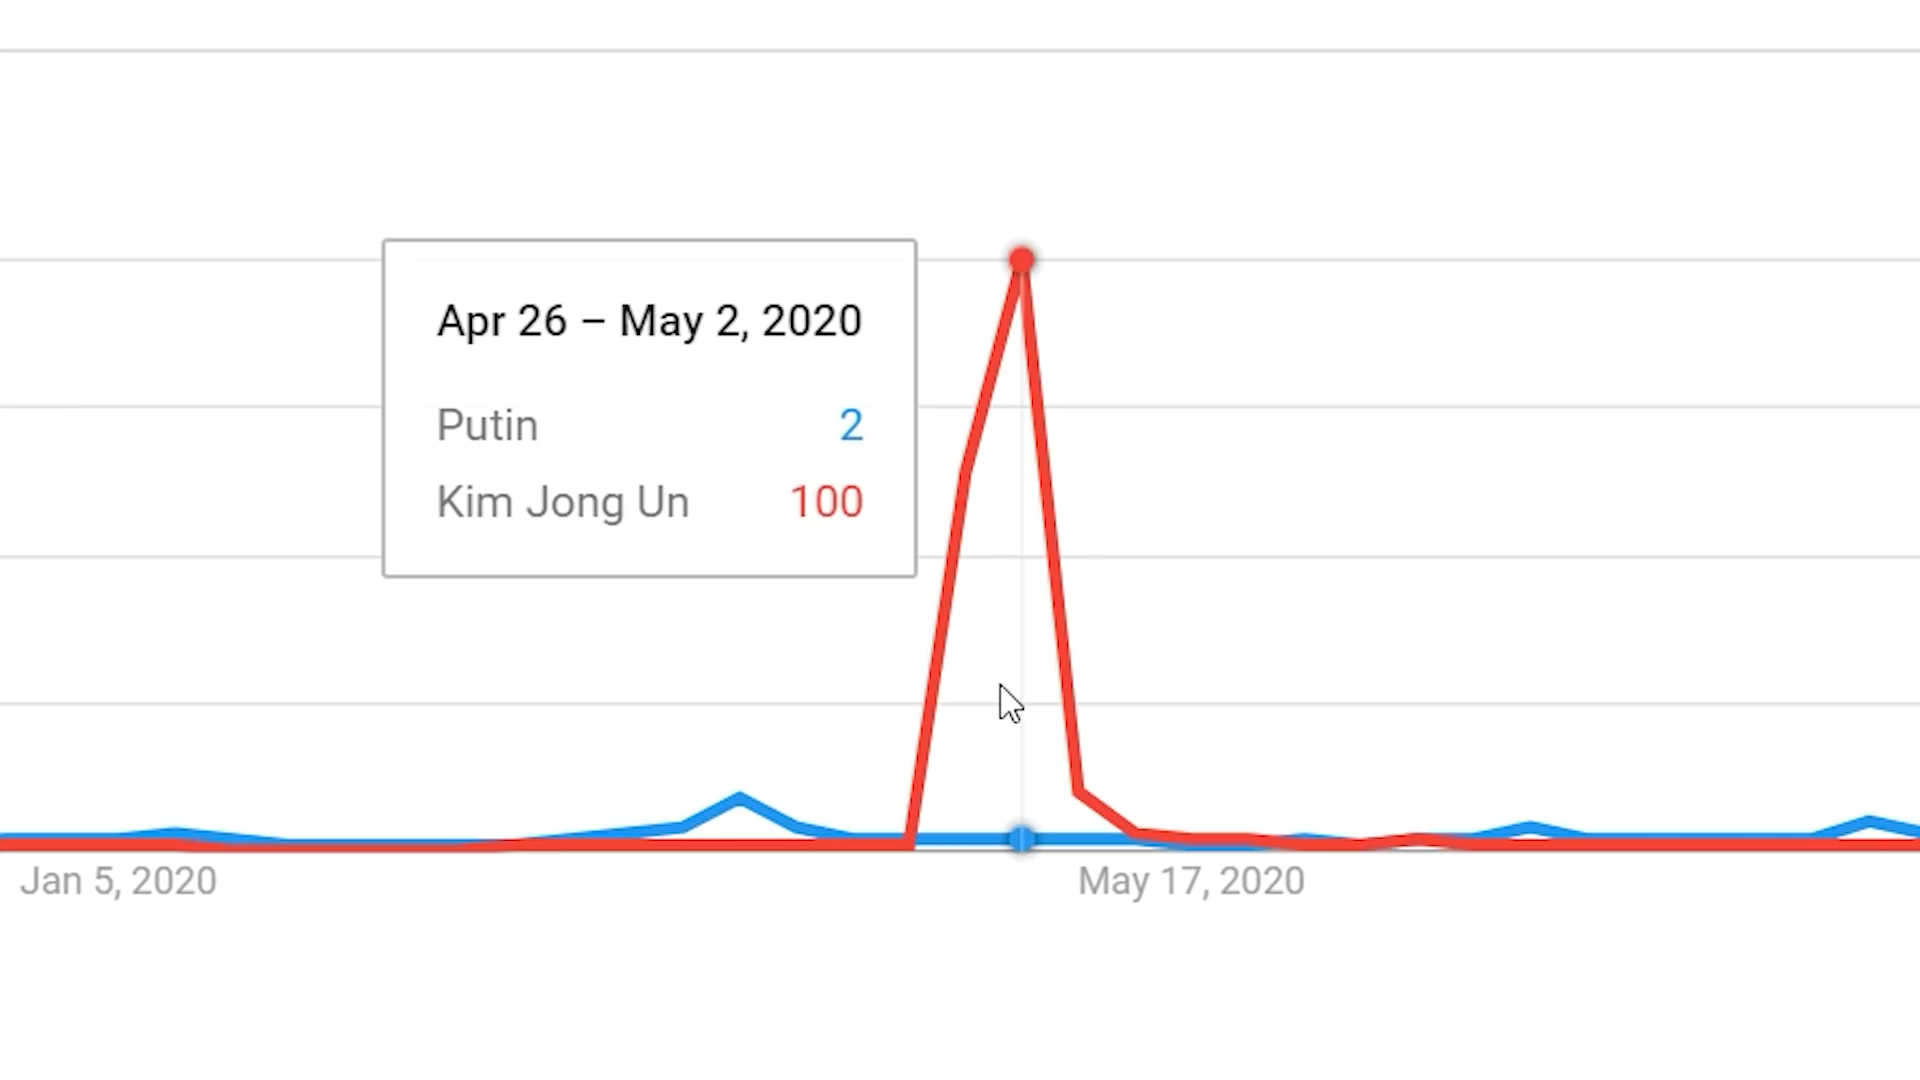 Apr 26 – May 2, 2020
Putin 2
Kim Jong Un 100
Jan 5, 2020
May 17, 2020